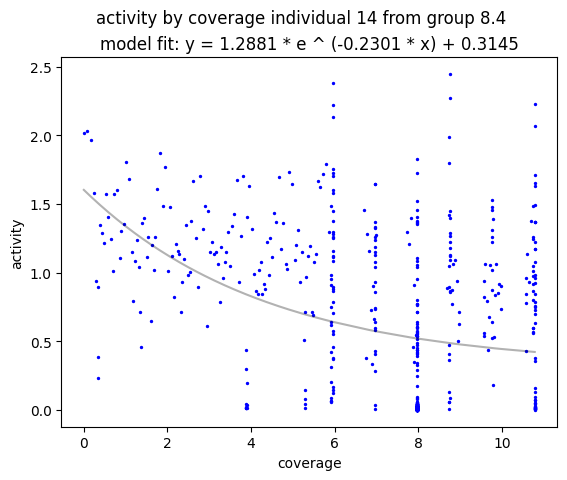 activity by coverage individual 14 from group 8.4
model fit: y = 1.2881 * e ^ (-0.2301 * x) + 0.3145
2.5
2.0
1.5
1.0
0.5
0.0
activity
0 2 4 6 8 10
coverage